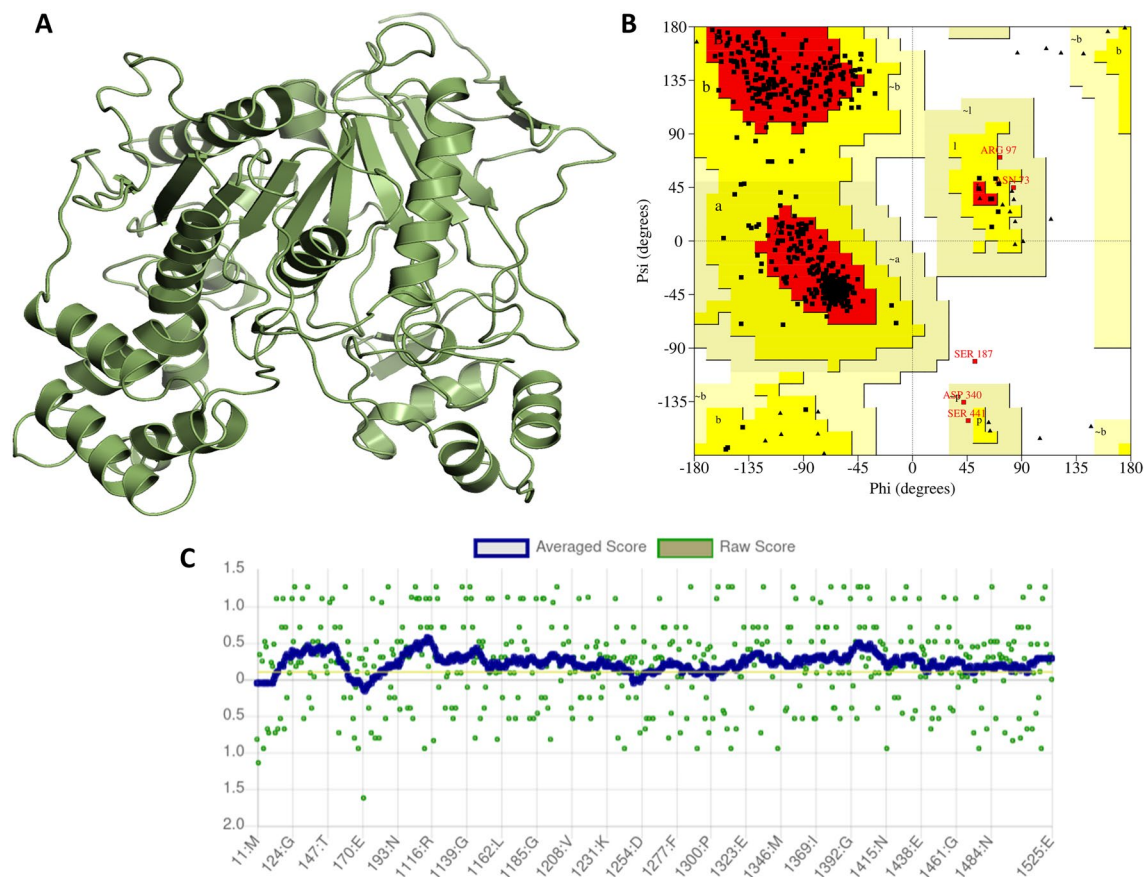 A
B
180
135
90
45
0
-45
-90
-135
Psi (degrees)
b
~b
~b
b
~l
l
ARG 97
ASN 73
a
~a
SER 187
ASP 340
p
SER 441
p
~b
b
~b
-180
-135
-90
-45
0
45
90
135
180
Phi (degrees)
C
Averaged Score
Raw Score
1.5
1.0
0.5
0
0.5
1.0
1.5
2.0
11:M
124:G
147:T
170:E
193:N
1116:R
1139:G
1162:L
1185:G
1208:V
1231:K
1254:D
1277:F
1300:P
1323:E
1346:M
1369:I
1392:G
1415:N
1438:E
1461:G
1484:N
1525:E